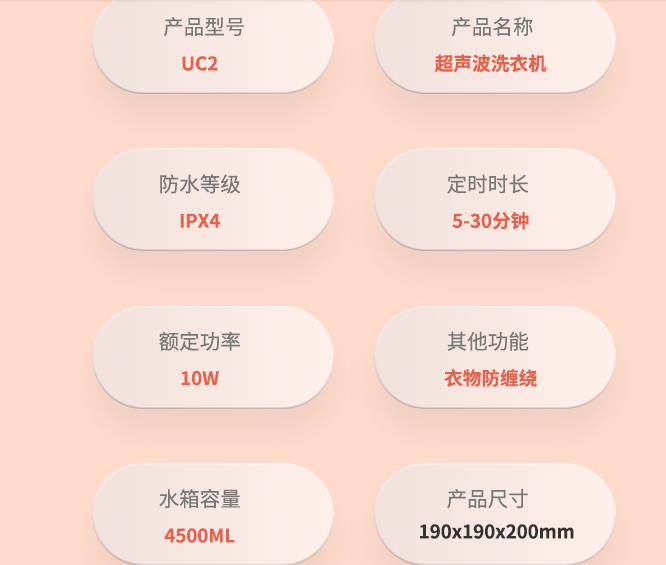 产品型号
UC2
产品名称
超声波洗衣机
防水等级
IPX4
定时时长
5-30分钟
额定功率
10W
其他功能
衣物防缠绕
水箱容量
4500ML
产品尺寸
190x190x200mm